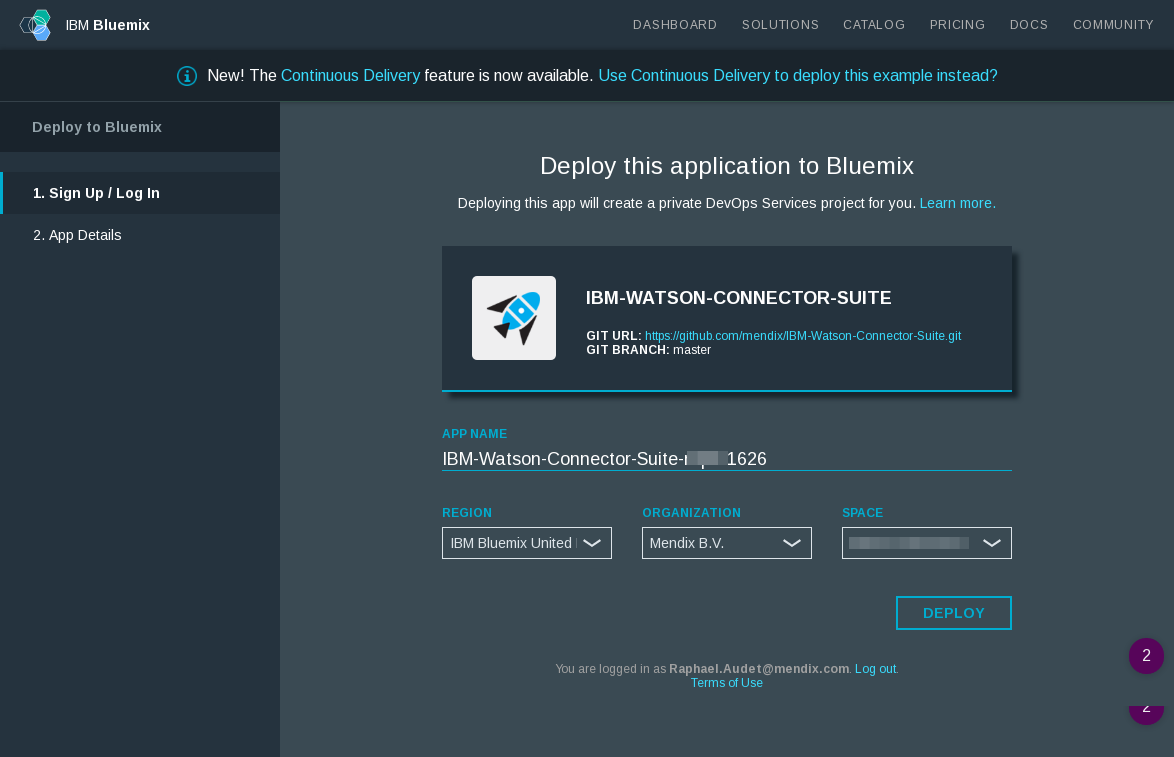 IBM Bluemix
DASHBOARD SOLUTIONS CATALOG PRICING DOCS COMMUNITY
New! The Continuous Delivery feature is now available. Use Continuous Delivery to deploy this example instead?
Deploy to Bluemix
1. Sign Up / Log In
2. App Details
Deploy this application to Bluemix
Deploying this app will create a private DevOps Services project for you. Learn more.
IBM-WATSON-CONNECTOR-SUITE
GIT URL: https://github.com/mendix/IBM-Watson-Connector-Suite.git
GIT BRANCH: master
APP NAME
IBM-Watson-Connector-Suite- 1626
REGION ORGANIZATION SPACE
IBM Bluemix United Mendix B.V.
DEPLOY
You are logged in as Raphael.Audet@mendix.com. Log out.
Terms of Use
2
2